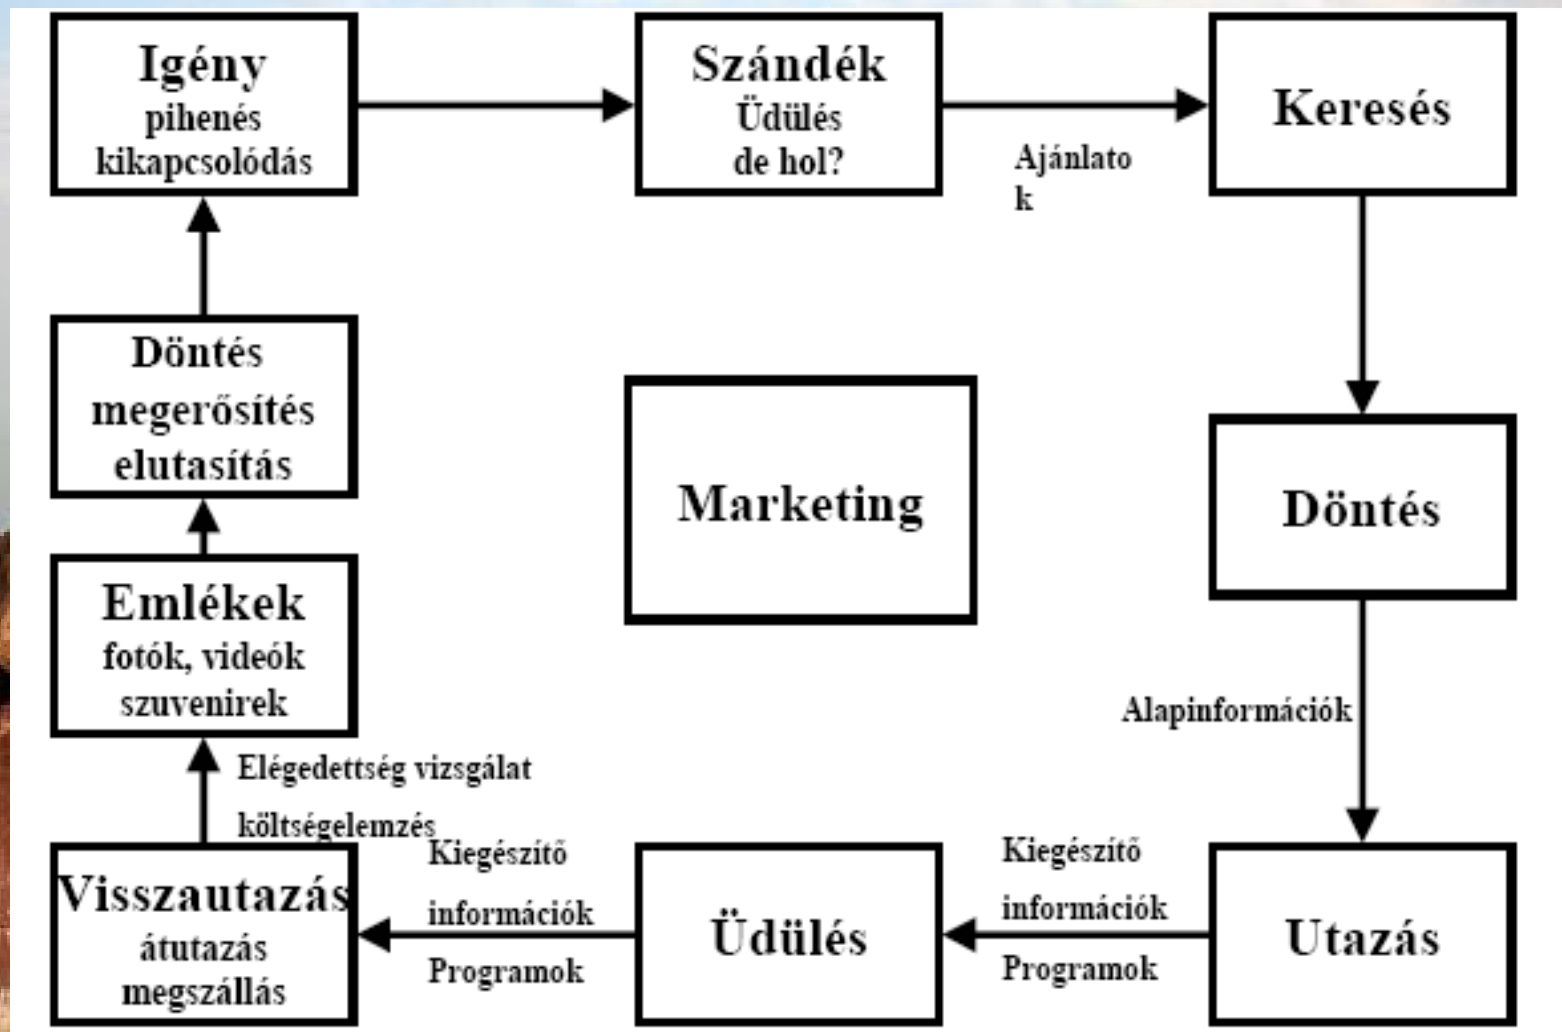 Igény
pihenés
kikapcsolódás
Szándék
Üdülés
de hol?
Ajánlato
k
Keresés
Döntés
megerősítés
elutasítás
Marketing
Döntés
Emlékek
fotók, videók
szuvenirek
Alapinformációk
Elégedettség vizsgálat
költségelemzés
Visszautazás
átutazás
megszállás
Kiegészítő
információk
Programok
Üdülés
Kiegészítő
információk
Programok
Utazás